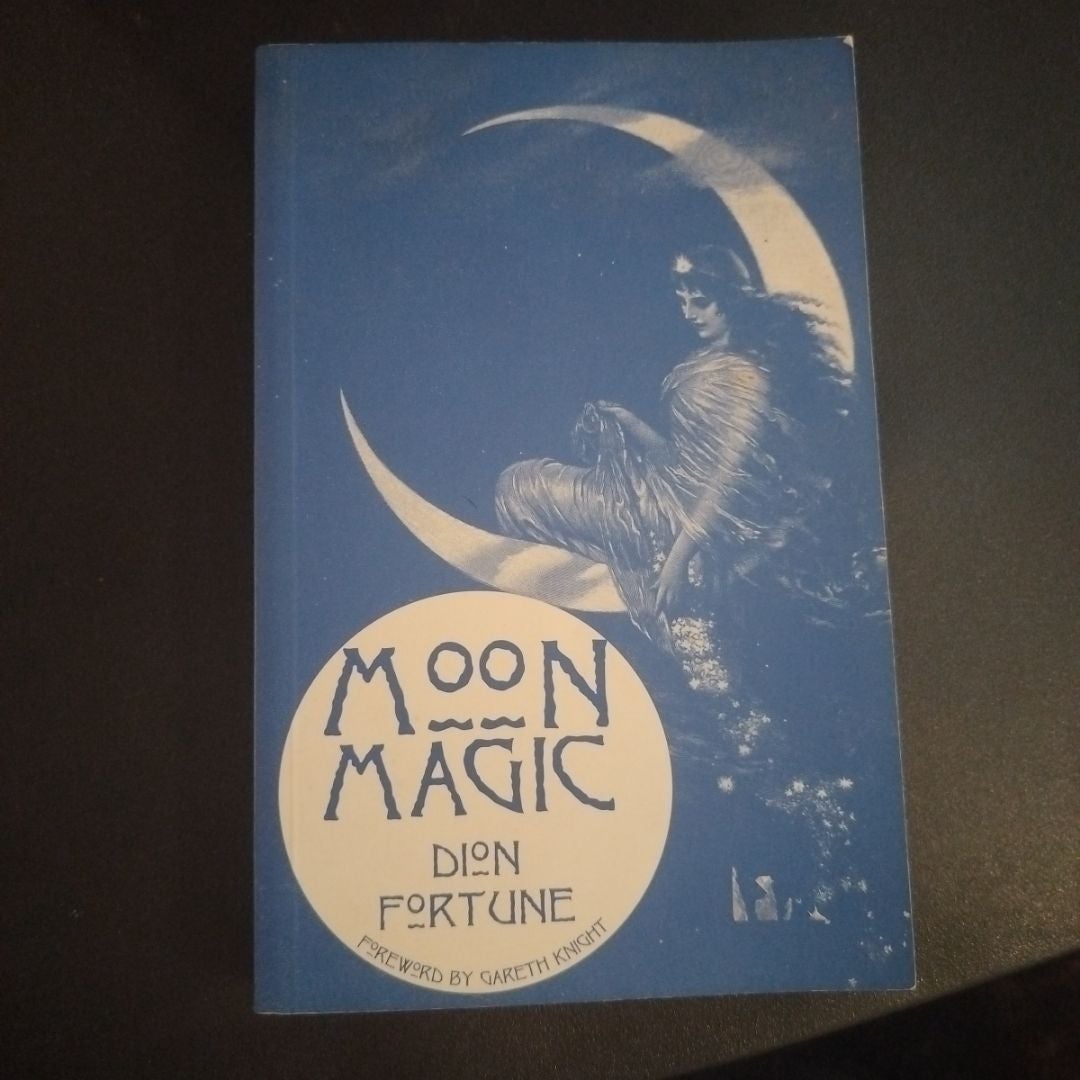 MOON
MAGIC
DION
FORTUNE
FOREWORD BY GARETH KNIGHT